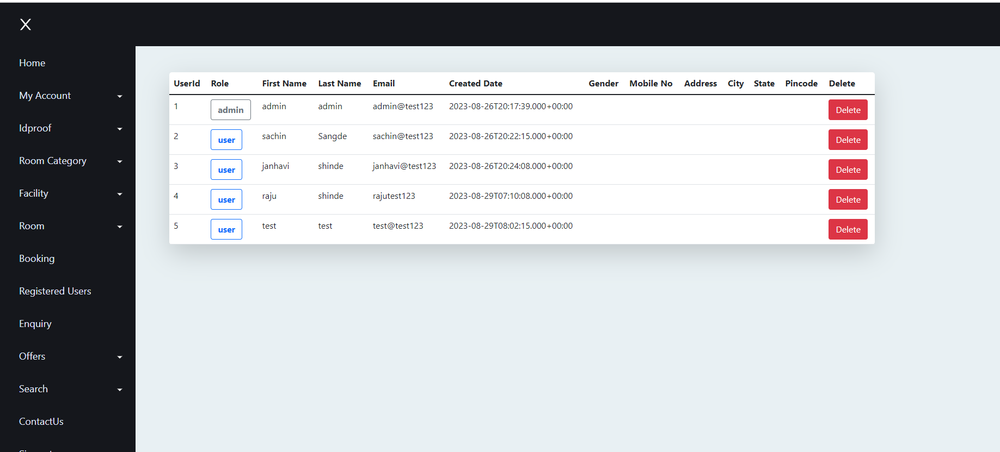 X
Home
My Account
Idproof
Room Category
Facility
Room
Booking
Registered Users
Enquiry
Offers
Search
ContactUs
UserId Role First Name Last Name Email Created Date Gender Mobile No Address City State Pincode Delete
1 admin admin admin admin@test123 2023-08-26T20:17:39.000+00:00 Delete
2 user sachin Sangde sachin@test123 2023-08-26T20:22:15.000+00:00 Delete
3 user janhavi shinde janhavi@test123 2023-08-26T20:24:08.000+00:00 Delete
4 user raju shinde rajutest123 2023-08-29T07:10:08.000+00:00 Delete
5 user test test test@test123 2023-08-29T08:02:15.000+00:00 Delete